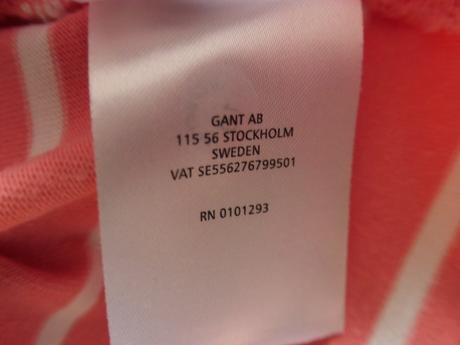 GANT AB
115 56 STOCKHOLM
SWEDEN
VAT SE556276799501
RN 0101293